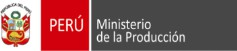 PERÚ
Ministerio
de la Producción